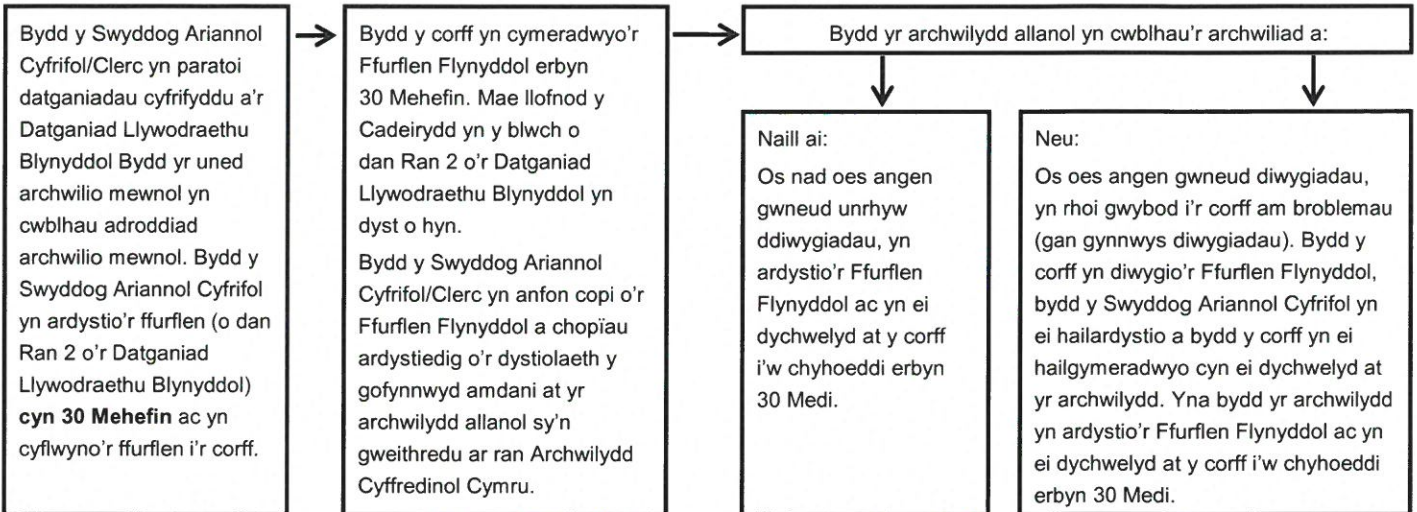 Bydd y Swyddog Ariannol
Cyfrifol/Clerc yn paratoi
datganiadau cyfrifyddu a'r
Datganiad Llywodraethu
Blynyddol Bydd yr uned
archwilio mewnol yn
cwblhau adroddiad
archwilio mewnol. Bydd y
Swyddog Ariannol Cyfrifol
yn ardystio'r ffurflen (o dan
Ran 2 o'r Datganiad
Llywodraethu Blynyddol)
cyn 30 Mehefin ac yn
cyflwyno'r ffurflen i'r corff.
Bydd y corff yn cymeradwyo'r
Ffurflen Flynyddol erbyn
30 Mehefin. Mae llofnod y
Cadeirydd yn y blwch o
dan Ran 2 o'r Datganiad
Llywodraethu Blynyddol yn
dyst o hyn.
Bydd y Swyddog Ariannol
Cyfrifol/Clerc yn anfon copi o'r
Ffurflen Flynyddol a chopïau
ardystiedig o'r dystiolaeth y
gofynnwyd amdani at yr
archwilydd allanol sy'n
gweithredu ar ran Archwilydd
Cyffredinol Cymru.
Bydd yr archwilydd allanol yn cwblhau'r archwiliad a:
Naill ai:
Os nad oes angen
gwneud unrhyw
ddiwygiadau, yn
ardystio'r Ffurflen
Flynyddol ac yn ei
dychwelyd at y corff
i'w chyhoeddi erbyn
30 Medi.
Neu:
Os oes angen gwneud diwygiadau,
yn rhoi gwybod i'r corff am broblemau
(gan gynnwys diwygiadau). Bydd y
corff yn diwygio'r Ffurflen Flynyddol,
bydd y Swyddog Ariannol Cyfrifol yn
ei hailardystio a bydd y corff yn ei
hailgymeradwyo cyn ei dychwelyd at
yr archwilydd. Yna bydd yr archwilydd
yn ardystio'r Ffurflen Flynyddol ac yn
ei dychwelyd at y corff i'w chyhoeddi
erbyn 30 Medi.